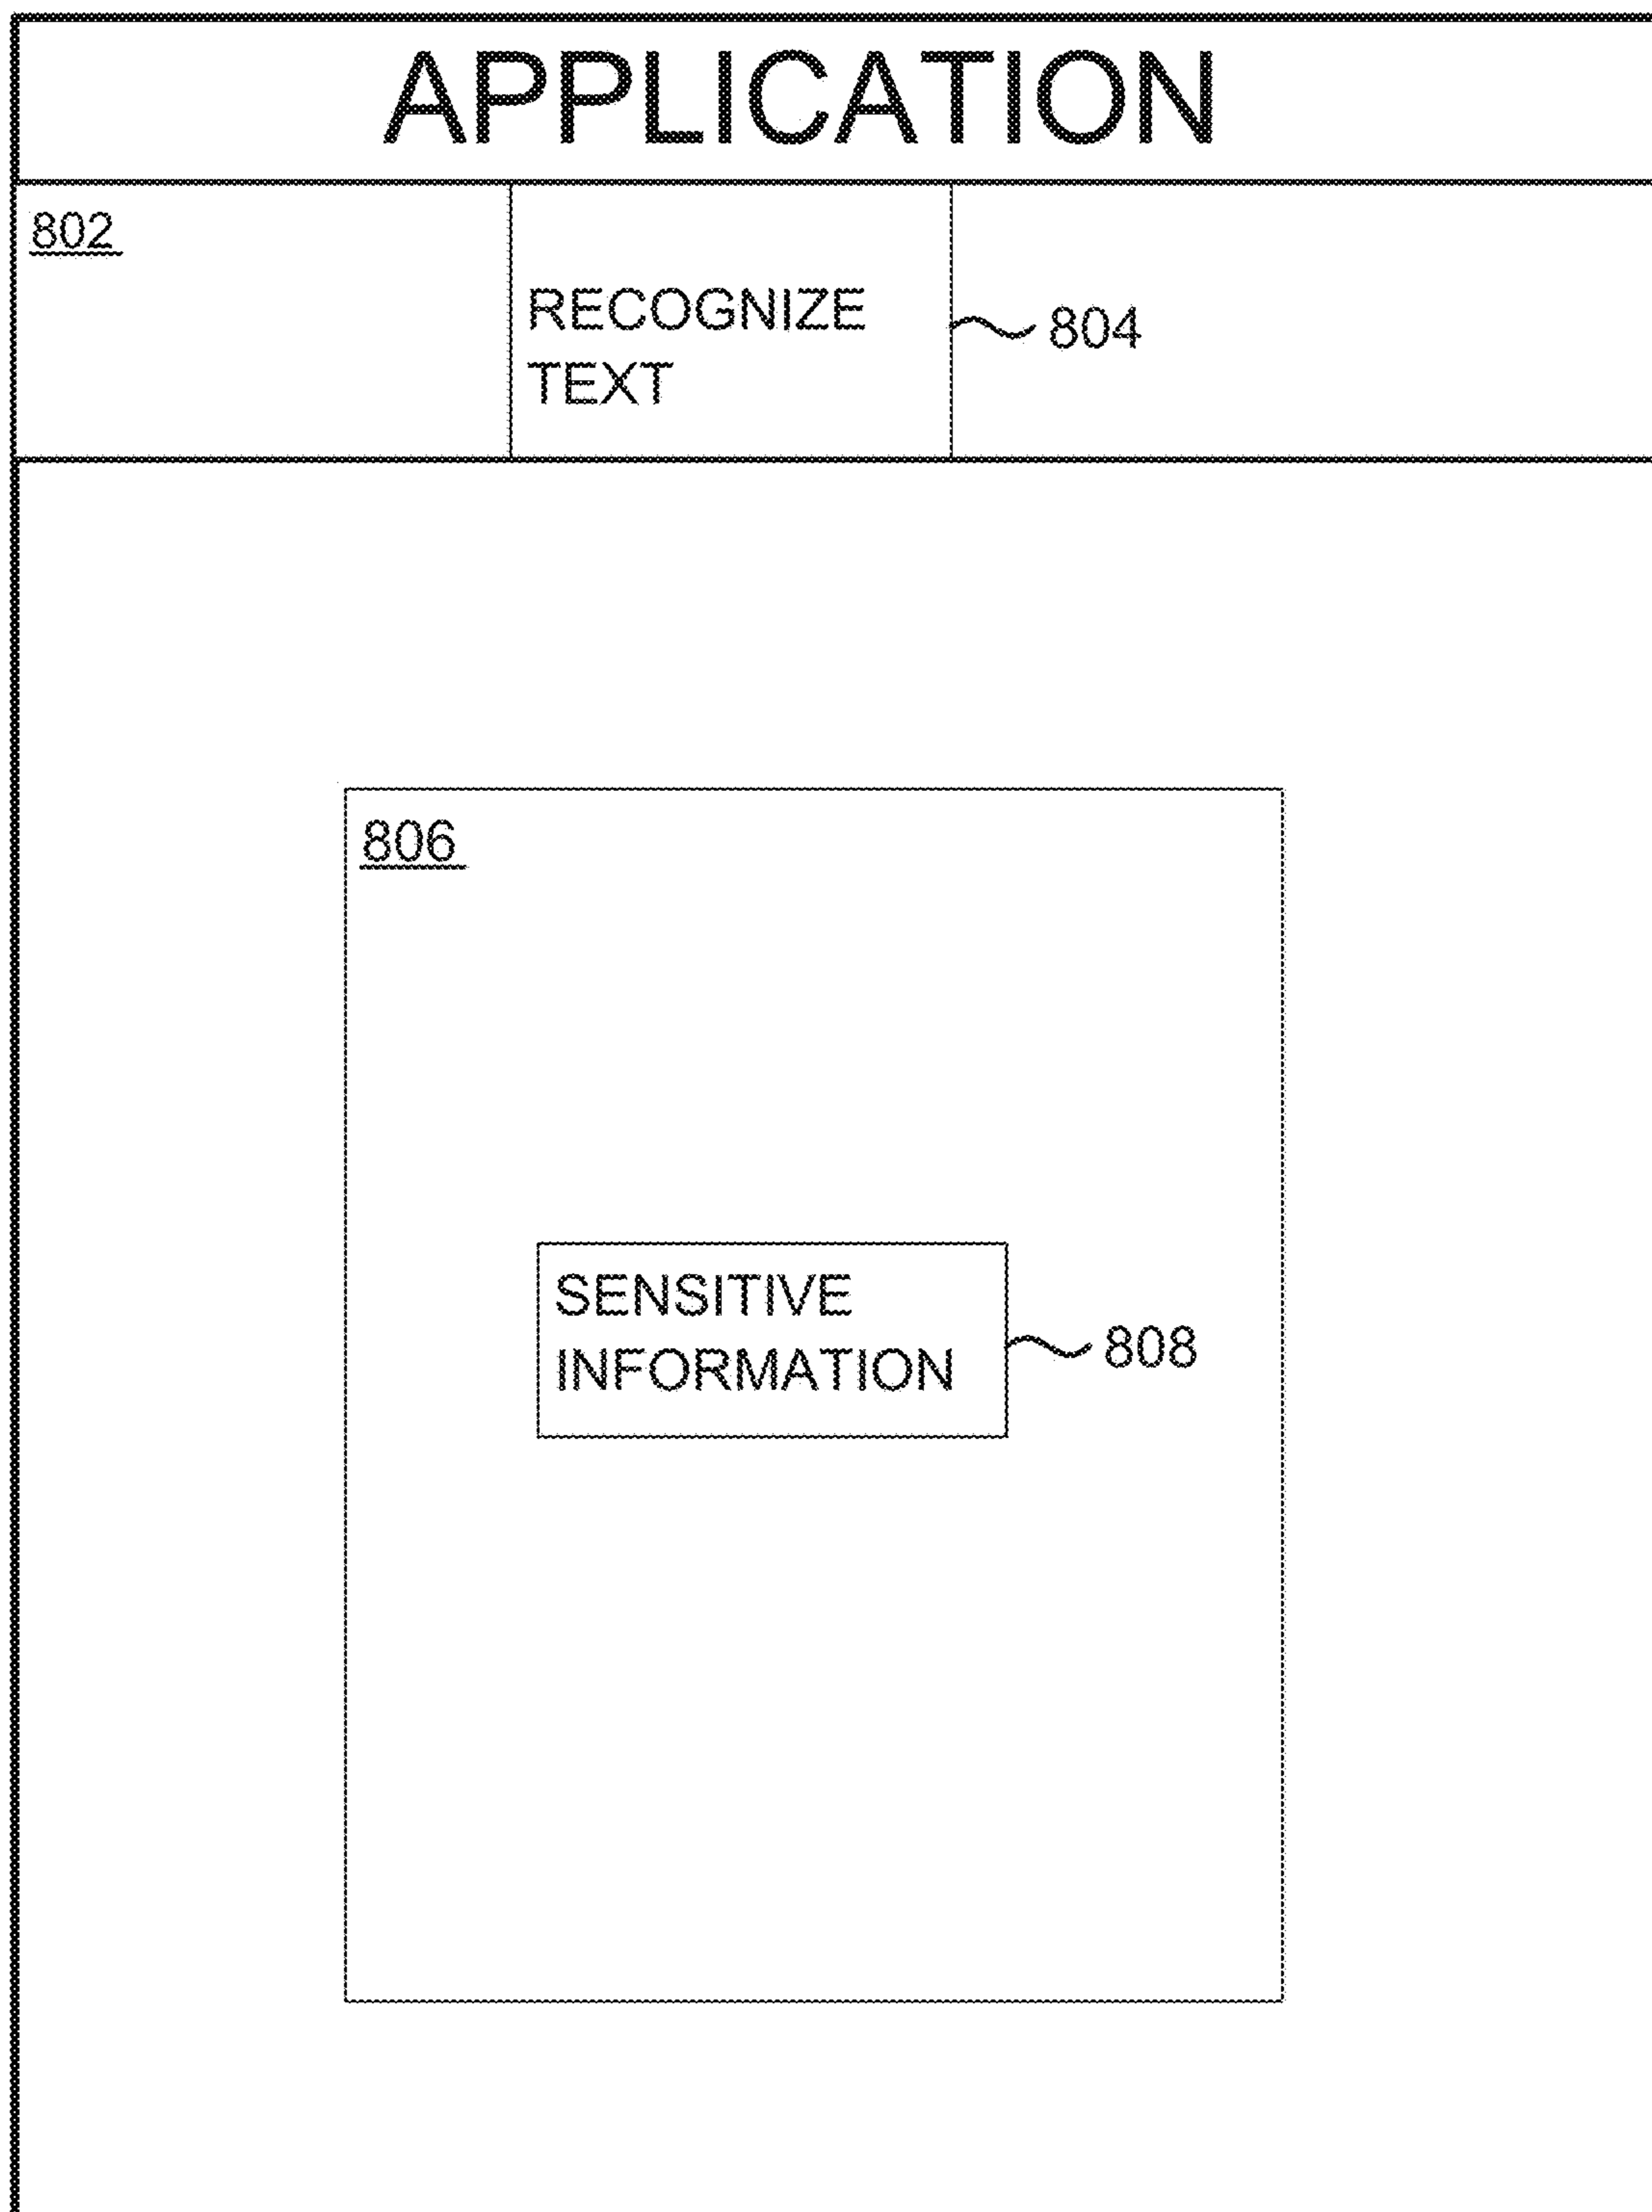 APPLICATION
802
RECOGNIZE
TEXT
804
806
SENSITIVE
INFORMATION
808